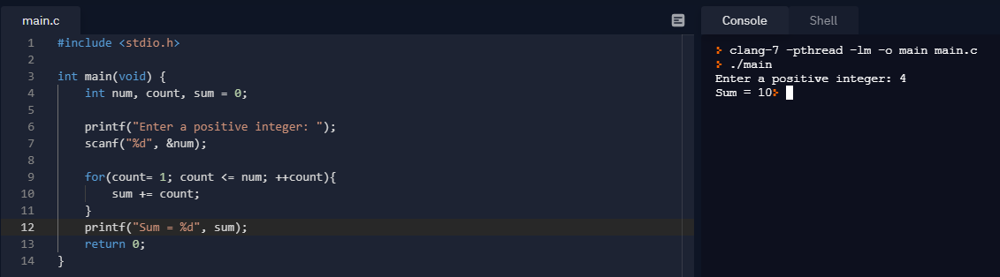 main.c
1 #include <stdio.h>
2
3 int main(void) {
4     int num, count, sum = 0;
5
6     printf("Enter a positive integer: ");
7     scanf("%d", &num);
8
9     for(count= 1; count <= num; ++count){
10         sum += count;
11     }
12     printf("Sum = %d", sum);
13     return 0;
14 }
Console Shell
clang-7 -pthread -lm -o main main.c
./main
Enter a positive integer: 4
Sum = 10